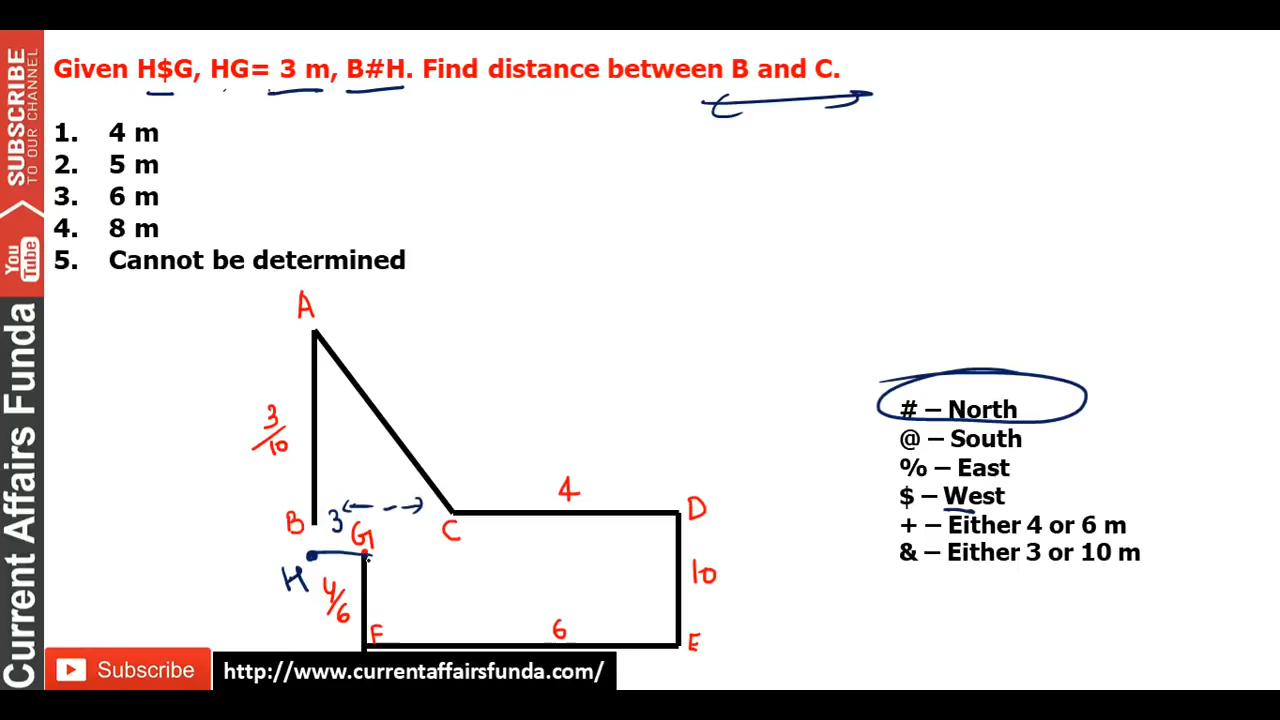 Given H$G, HG= 3 m, B#H. Find distance between B and C.
1. 4 m
2. 5 m
3. 6 m
4. 8 m
5. Cannot be determined
A
3/10
B
3
G
C
4
D
H
4/6
F
6
10
E
# – North
@ – South
% – East
$ – West
+ – Either 4 or 6 m
& – Either 3 or 10 m
SUBSCRIBE
TO OUR CHANNEL
You
Tube
Current Affairs Funda
Subscribe
http://www.currentaffairsfunda.com/